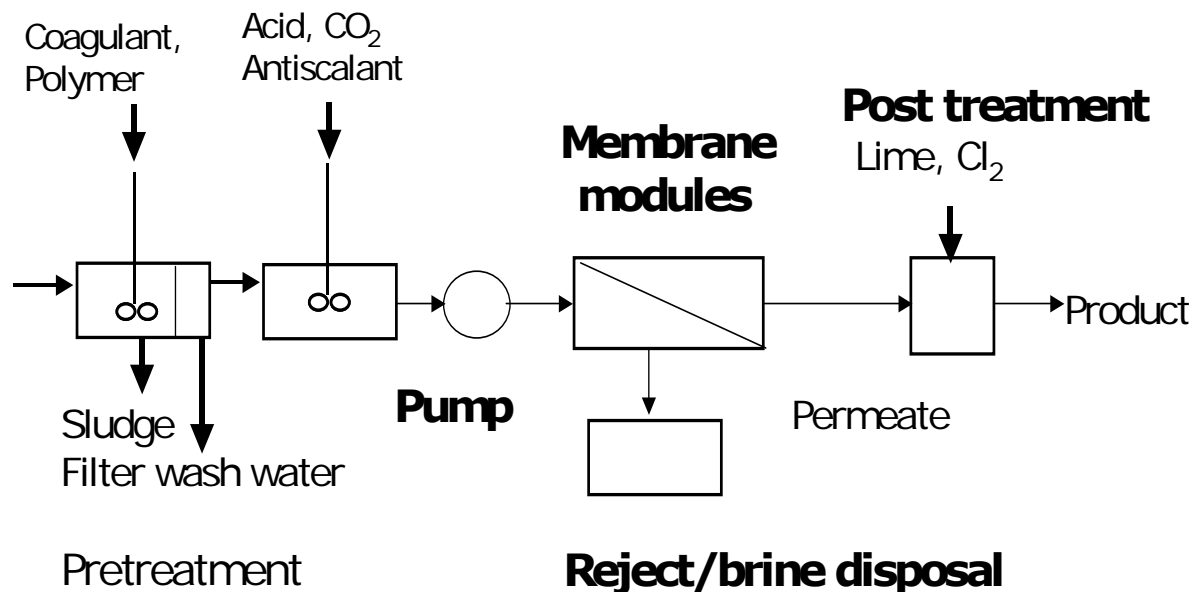 Coagulant,
Polymer
Acid, CO₂
Antiscalant
Membrane
modules
Post treatment
Lime, Cl₂
Product
Pump
Permeate
Sludge
Filter wash water
Pretreatment
Reject/brine disposal